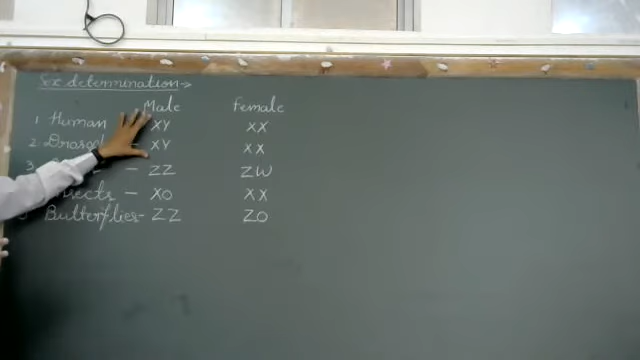 Sex determination →
Male Female
1 Human XY XX
2 - XY XX
3 - ZZ ZW
Insects - XO XX
Butterflies - ZZ ZO